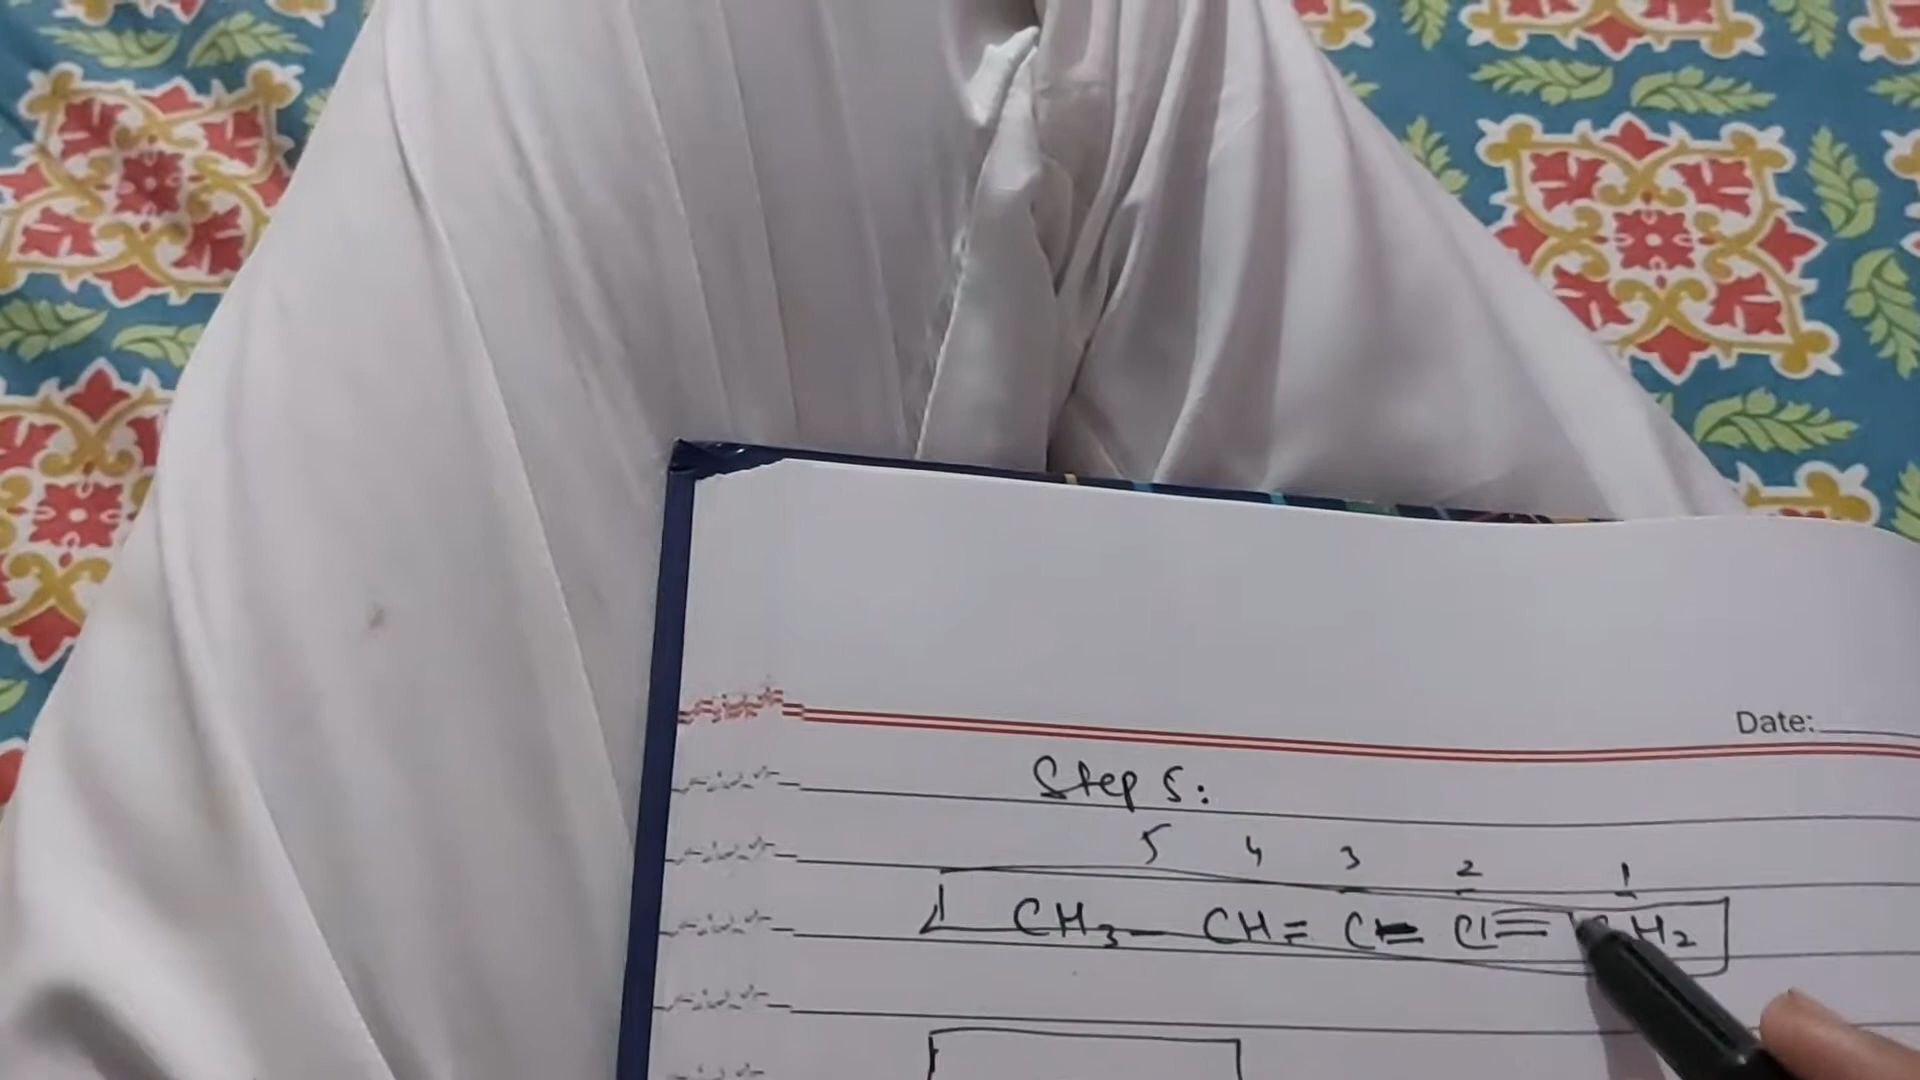 Date:
Step 5:
5 4 3 2 1
CH3 — CH = C = C ≡ CH2